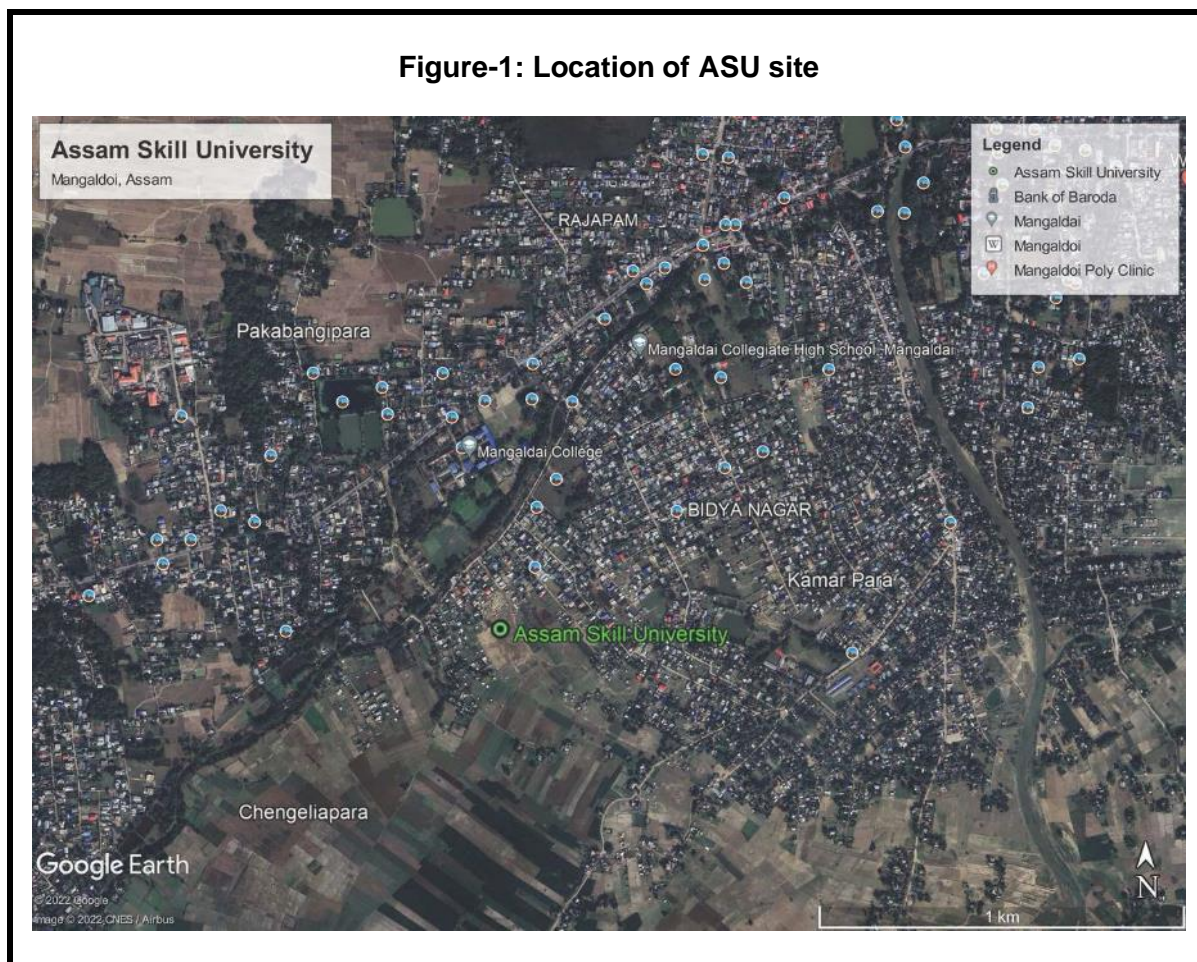 Figure-1: Location of ASU site
Assam Skill University
Mangaldoi, Assam
Legend
Assam Skill University
Bank of Baroda
Mangaldai
W Mangaldoi
Mangaldoi Poly Clinic
W
RAJAPAM
Pakabangipara
Mangaldai Collegiate High School, Mangaldai
Mangaldai College
BIDYA NAGAR
Kamar Para
Assam Skill University
Chengeliapara
Google Earth
© 2022 Google
Image © 2022 CNES / Airbus
N
1 km